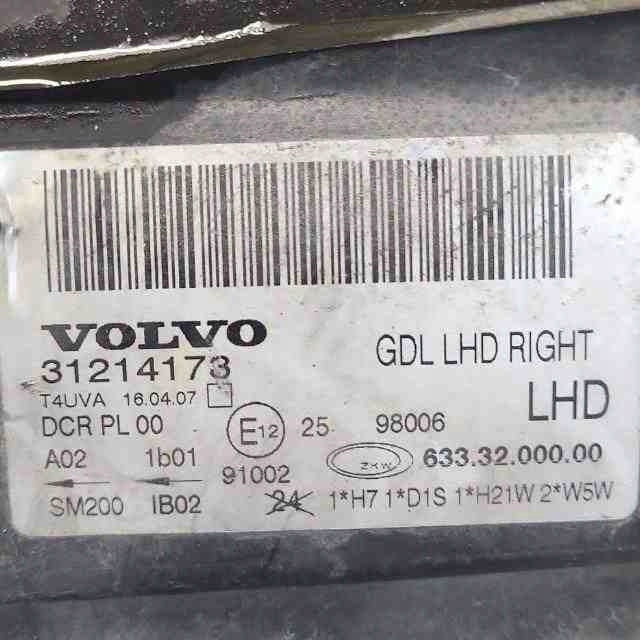 VOLVO
31214173
GDL LHD RIGHT
T4UVA 16.04.07
LHD
DCR PL 00
E12 25 98006
A02 1b01
91002
ZKW 633.32.000.00
SM200 IB02
24 1*H7 1*D1S 1*H21W 2*W5W